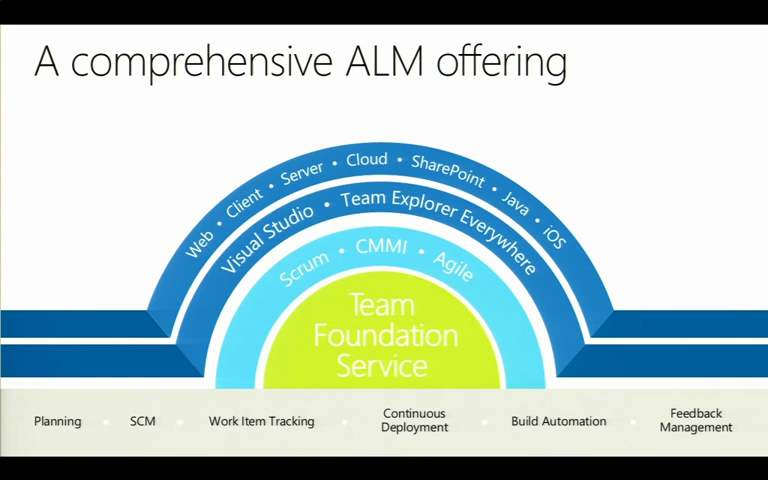 A comprehensive ALM offering
Web • Client • Server • Cloud • SharePoint • Java • iOS
Visual Studio • Team Explorer Everywhere
Scrum • CMMI • Agile
Team
Foundation
Service
Planning • SCM • Work Item Tracking • Continuous Deployment • Build Automation • Feedback Management